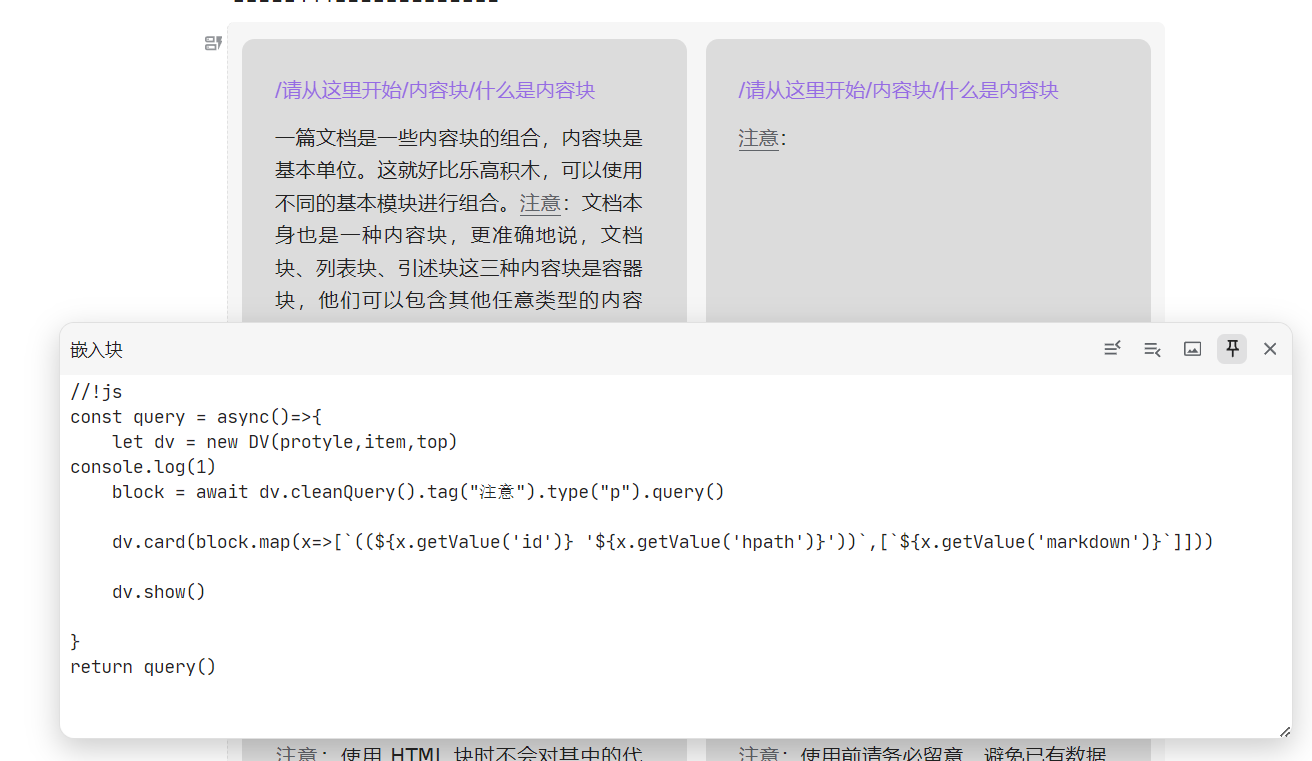 /请从这里开始/内容块/什么是内容块
一篇文档是一些内容块的组合，内容块是
基本单位。这就好比乐高积木，可以使用
不同的基本模块进行组合。注意：文档本
身也是一种内容块，更准确地说，文档
块、列表块、引述块这三种内容块是容器
块，他们可以包含其他任意类型的内容
/请从这里开始/内容块/什么是内容块
注意：
嵌入块
//!js
const query = async()=>{
    let dv = new DV(protyle,item,top)
console.log(1)
    block = await dv.cleanQuery().tag("注意").type("p").query()
    dv.card(block.map(x=>[`((${x.getValue('id')} '${x.getValue('hpath')}'))`,[`${x.getValue('markdown')}`]]))
    dv.show()
}
return query()
注意：使用 HTML 块时不会对其中的代
注意：使用前请务必留意，避免已有数据